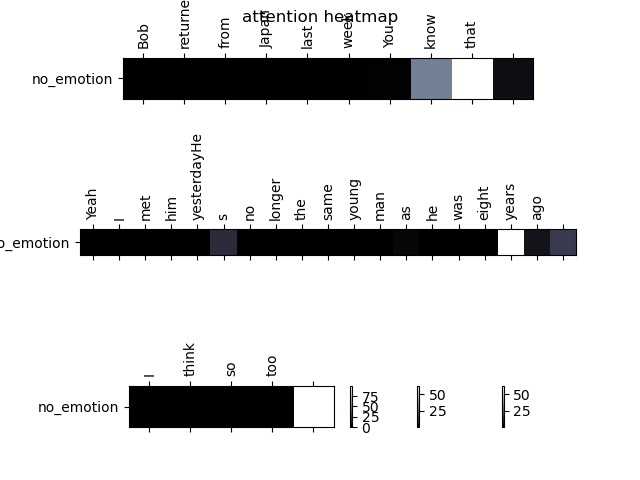 attention heatmap
Bob returne from Japan last week You know that
no_emotion
Yeah I met him yesterdayHe s no longer the same young man as he was eight years ago
o_emotion
I think so too
no_emotion
75 50 25 0
50 25
50 25